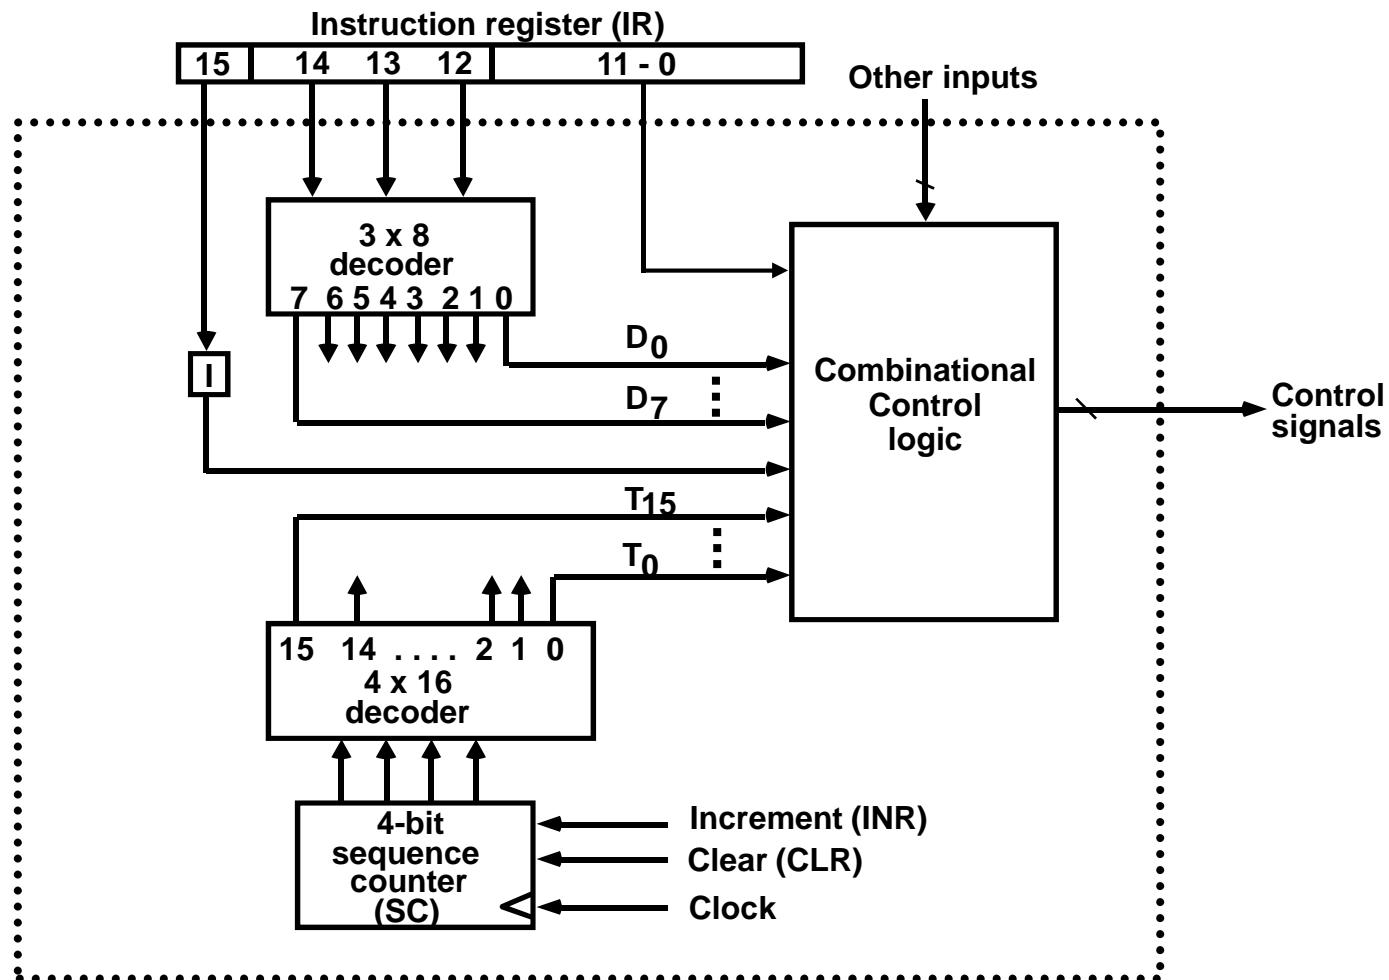 Instruction register (IR)
15 14 13 12 11 - 0
Other inputs
3 x 8
decoder
7 6 5 4 3 2 1 0
I
D0
D7
Combinational
Control
logic
Control
signals
T15
T0
15 14 . . . . 2 1 0
4 x 16
decoder
4-bit
sequence
counter
(SC)
Increment (INR)
Clear (CLR)
Clock